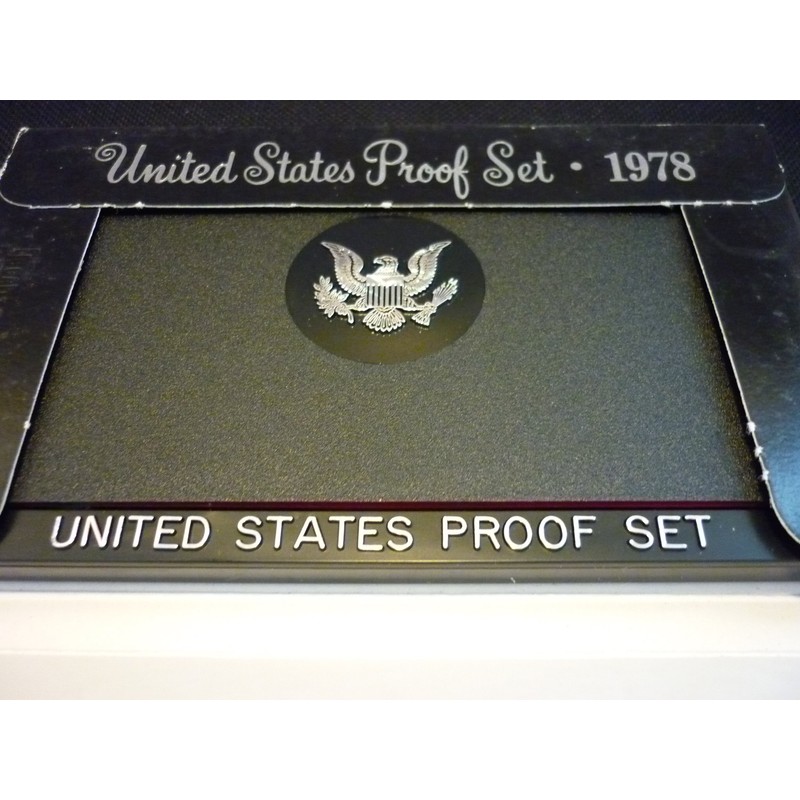 United States Proof Set • 1978
UNITED STATES PROOF SET